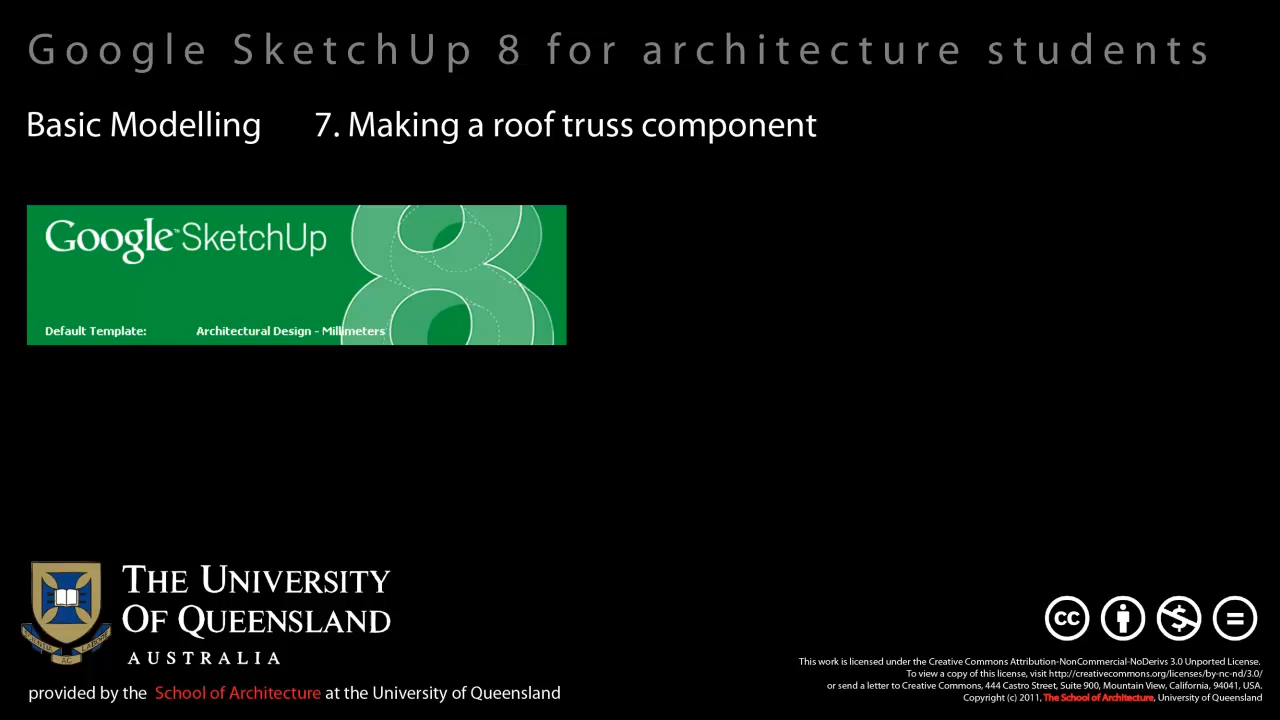 Google SketchUp 8 for architecture students
Basic Modelling 7. Making a roof truss component
Google™ SketchUp 8
Default Template: Architectural Design - Millimeters
THE UNIVERSITY
OF QUEENSLAND
AUSTRALIA
provided by the School of Architecture at the University of Queensland
cc
This work is licensed under the Creative Commons Attribution-NonCommercial-NoDerivs 3.0 Unported License.
To view a copy of this license, visit http://creativecommons.org/licenses/by-nc-nd/3.0/
or send a letter to Creative Commons, 444 Castro Street, Suite 900, Mountain View, California, 94041, USA.
Copyright (c) 2011, The School of Architecture, University of Queensland